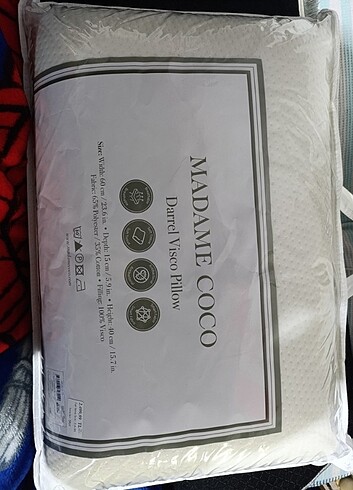 MADAME COCO
Darrel Visco Pillow
Size: Width: 60 cm / 23.6 in. • Depth: 15 cm / 5.9 in. • Height: 40 cm / 15.7 in.
Fabric: 65% Polyester / 35% Cotton • Filling: 100% Visco